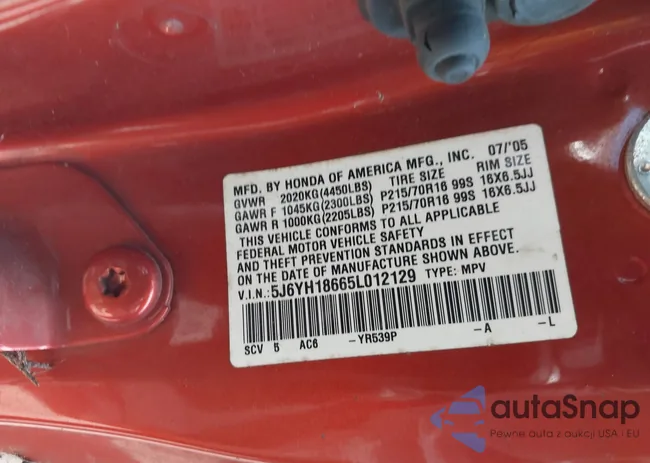 MFD. BY HONDA OF AMERICA MFG., INC. 07/'05
GVWR 2020KG(4450LBS) TIRE SIZE RIM SIZE
GAWR F 1045KG(2300LBS) P215/70R16 99S 16X6.5JJ
GAWR R 1000KG(2205LBS) P215/70R16 99S 16X6.5JJ
THIS VEHICLE CONFORMS TO ALL APPLICABLE
FEDERAL MOTOR VEHICLE SAFETY
AND THEFT PREVENTION STANDARDS IN EFFECT
ON THE DATE OF MANUFACTURE SHOWN ABOVE.
V.I.N.:5J6YH18665L012129 TYPE: MPV
SCV 5 AC6 -YR539P -A -L
autoSnap
Pewne auta z aukcji USA i EU